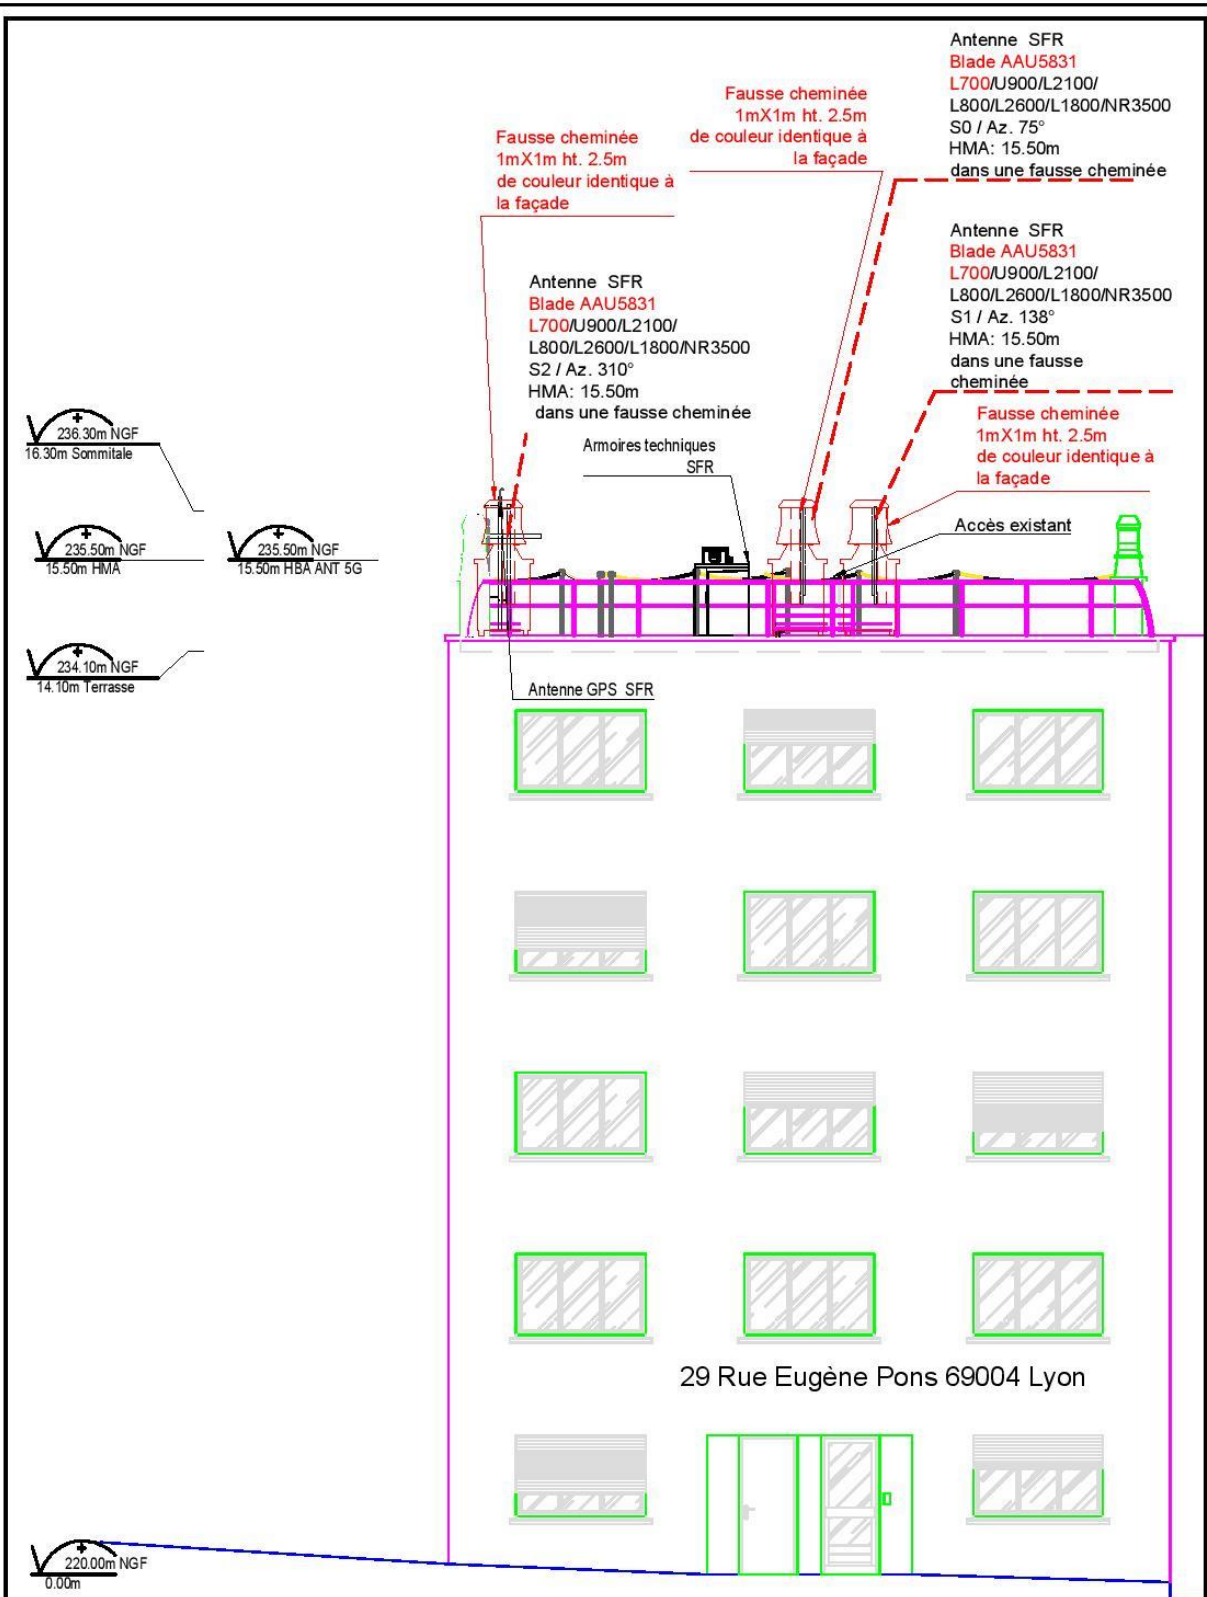 Antenne SFR
Blade AAU5831
L700/U900/L2100/
L800/L2600/L1800/NR3500
S0 / Az. 75°
HMA: 15.50m
dans une fausse cheminée
Fausse cheminée
1mX1m ht. 2.5m
de couleur identique à
la façade
Fausse cheminée
1mX1m ht. 2.5m
de couleur identique à
la façade
Antenne SFR
Blade AAU5831
L700/U900/L2100/
L800/L2600/L1800/NR3500
S1 / Az. 138°
HMA: 15.50m
dans une fausse
cheminée
Antenne SFR
Blade AAU5831
L700/U900/L2100/
L800/L2600/L1800/NR3500
S2 / Az. 310°
HMA: 15.50m
dans une fausse cheminée
Fausse cheminée
1mX1m ht. 2.5m
de couleur identique à
la façade
Armoires techniques
SFR
236.30m NGF
16.30m Sommitale
Accès existant
235.50m NGF
15.50m HMA
235.50m NGF
15.50m HBA ANT 5G
234.10m NGF
14.10m Terrasse
Antenne GPS SFR
29 Rue Eugène Pons 69004 Lyon
220.00m NGF
0.00m